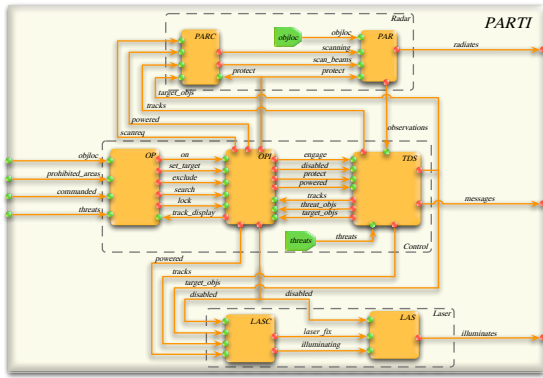 Radar
PARTI
PARC
objloc
objloc
PAR
scanning
radiates
scan_beams
protect
protect
target_objs
tracks
powered
observations
scanreq
objloc
OP
on
OPI
engage
TDS
set_target
disabled
prohibited_areas
exclude
protect
commanded
search
powered
lock
tracks
messages
threats
track_display
threat_objs
target_objs
threats
threats
Control
powered
tracks
target_objs
disabled
disabled
Laser
LASC
LAS
laser_fix
illuminates
illuminating